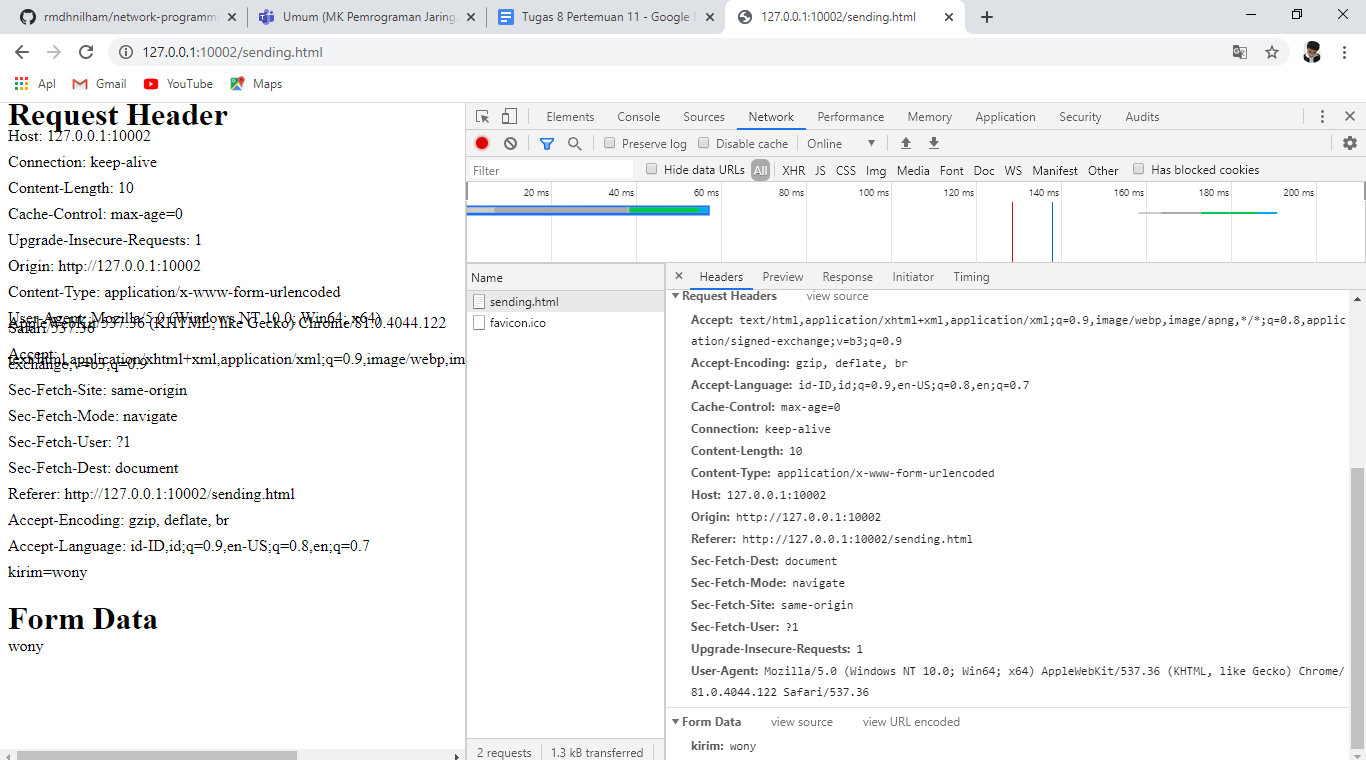 rmdhnilham/network-programm
Umum (MK Pemrograman Jaring
Tugas 8 Pertemuan 11 - Google D
127.0.0.1:10002/sending.html
127.0.0.1:10002/sending.html
Apl Gmail YouTube Maps
Request Header
Host: 127.0.0.1:10002
Connection: keep-alive
Content-Length: 10
Cache-Control: max-age=0
Upgrade-Insecure-Requests: 1
Origin: http://127.0.0.1:10002
Content-Type: application/x-www-form-urlencoded
User-Agent: Mozilla/5.0 (Windows NT 10.0; Win64; x64)
AppleWebKit/537.36 (KHTML, like Gecko) Chrome/81.0.4044.122
Safari/537.36
Accept:
text/html,application/xhtml+xml,application/xml;q=0.9,image/webp,im
exchange;v=b3;q=0.9
Sec-Fetch-Site: same-origin
Sec-Fetch-Mode: navigate
Sec-Fetch-User: ?1
Sec-Fetch-Dest: document
Referer: http://127.0.0.1:10002/sending.html
Accept-Encoding: gzip, deflate, br
Accept-Language: id-ID,id;q=0.9,en-US;q=0.8,en;q=0.7
kirim=wony
Form Data
wony
Elements Console Sources Network Performance Memory Application Security Audits
Preserve log Disable cache Online
Filter Hide data URLs All XHR JS CSS Img Media Font Doc WS Manifest Other Has blocked cookies
20 ms 40 ms 60 ms 80 ms 100 ms 120 ms 140 ms 160 ms 180 ms 200 ms
Name
sending.html
favicon.ico
2 requests 1.3 kB transferred
Headers Preview Response Initiator Timing
Request Headers view source
Accept: text/html,application/xhtml+xml,application/xml;q=0.9,image/webp,image/apng,*/*;q=0.8,applic
ation/signed-exchange;v=b3;q=0.9
Accept-Encoding: gzip, deflate, br
Accept-Language: id-ID,id;q=0.9,en-US;q=0.8,en;q=0.7
Cache-Control: max-age=0
Connection: keep-alive
Content-Length: 10
Content-Type: application/x-www-form-urlencoded
Host: 127.0.0.1:10002
Origin: http://127.0.0.1:10002
Referer: http://127.0.0.1:10002/sending.html
Sec-Fetch-Dest: document
Sec-Fetch-Mode: navigate
Sec-Fetch-Site: same-origin
Sec-Fetch-User: ?1
Upgrade-Insecure-Requests: 1
User-Agent: Mozilla/5.0 (Windows NT 10.0; Win64; x64) AppleWebKit/537.36 (KHTML, like Gecko) Chrome/
81.0.4044.122 Safari/537.36
Form Data view source view URL encoded
kirim: wony